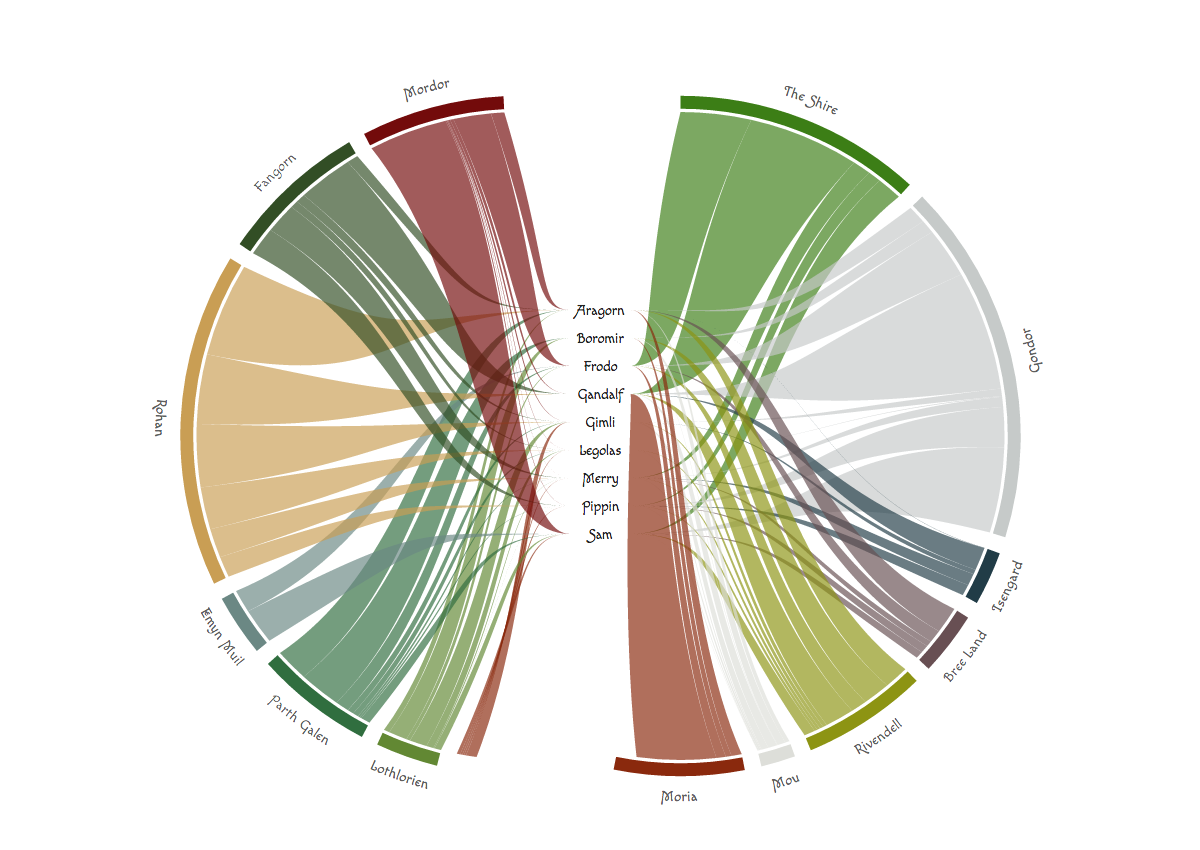 Mordor
The Shire
Fangorn
Gondor
Rohan
Aragorn
Boromir
Frodo
Gandalf
Gimli
Legolas
Merry
Pippin
Sam
Isengard
Emyn Muil
Bree Land
Parth Galen
Rivendell
Lothlorien
Mou
Moria